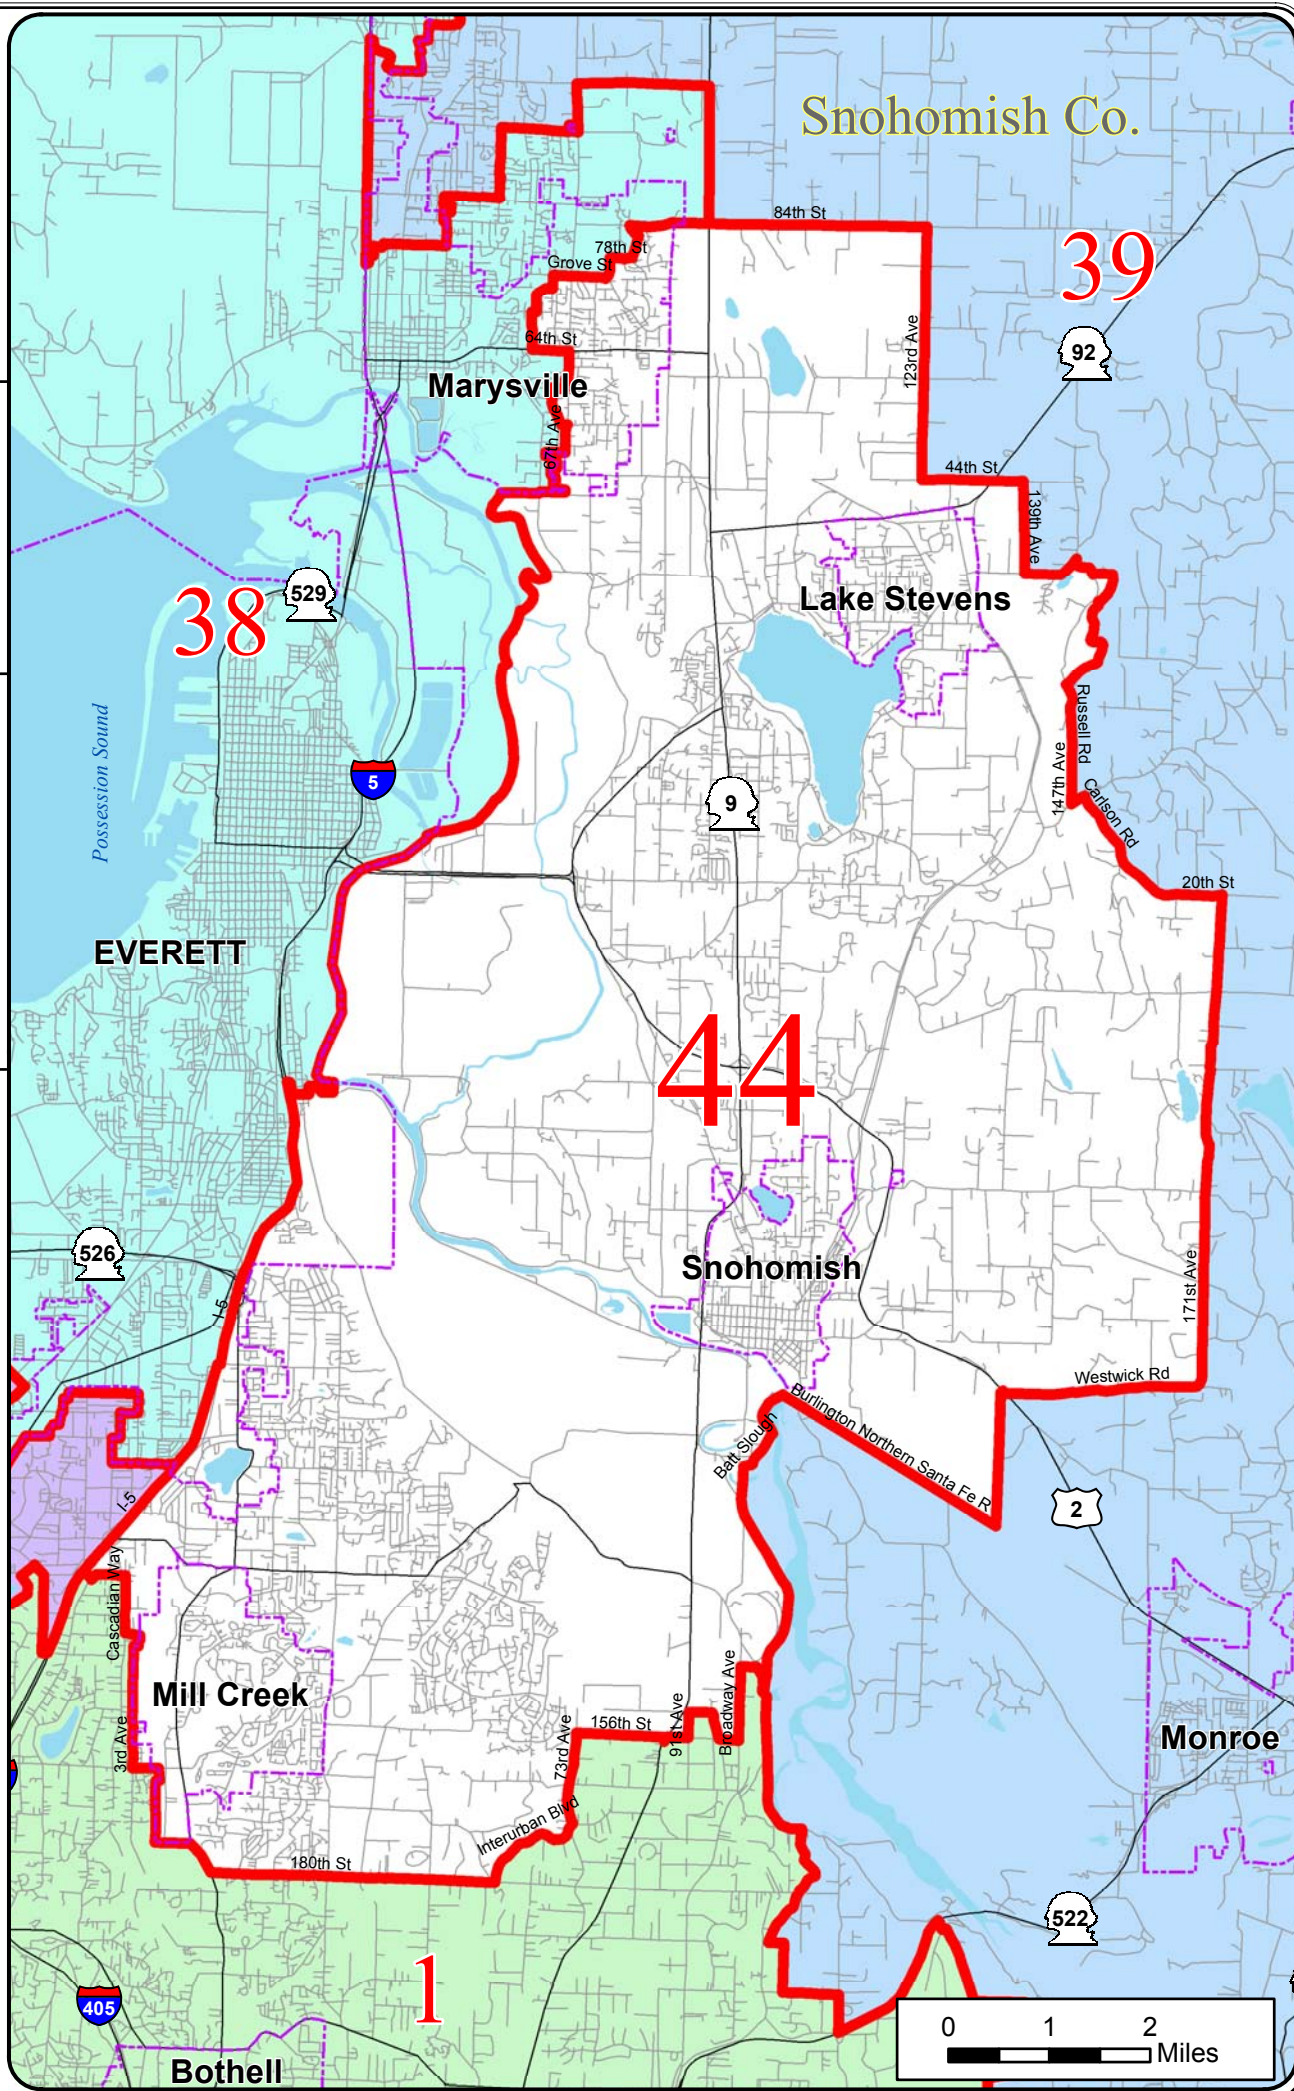 Snohomish Co.
84th St
39
78th St
Grove St
92
64th St
123rd Ave
Marysville
67th Ave
44th St
139th Ave
529
38
Lake Stevens
Possession Sound
5
Russell Rd
147th Ave
9
Carlson Rd
20th St
EVERETT
44
526
Snohomish
171st Ave
I-5
Westwick Rd
Burlington Northern Santa Fe R
Batt Slough
I-5
2
Cascadian Way
Mill Creek
Broadway Ave
91st Ave
3rd Ave
73rd Ave
156th St
Monroe
Interurban Blvd
180th St
522
1
405
0 1 2
Miles
Bothell